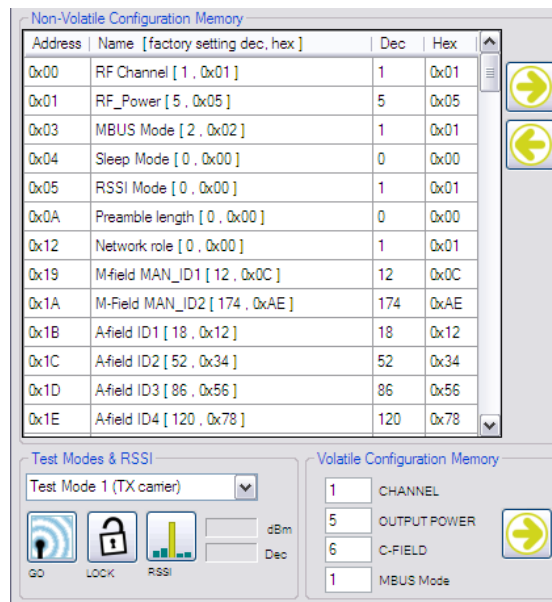 Non-Volatile Configuration Memory
Address Name [factory setting dec, hex ] Dec Hex
0x00 RF Channel [ 1 , 0x01 ] 1 0x01
0x01 RF_Power [ 5 , 0x05 ] 5 0x05
0x03 MBUS Mode [ 2 , 0x02 ] 1 0x01
0x04 Sleep Mode [ 0 , 0x00 ] 0 0x00
0x05 RSSI Mode [ 0 , 0x00 ] 1 0x01
0x0A Preamble length [ 0 , 0x00 ] 0 0x00
0x12 Network role [ 0 , 0x00 ] 1 0x01
0x19 M-field MAN_ID1 [ 12 , 0x0C ] 12 0x0C
0x1A M-Field MAN_ID2 [ 174 , 0xAE ] 174 0xAE
0x1B A-field ID1 [ 18 , 0x12 ] 18 0x12
0x1C A-field ID2 [ 52 , 0x34 ] 52 0x34
0x1D A-field ID3 [ 86 , 0x56 ] 86 0x56
0x1E A-field ID4 [ 120 , 0x78 ] 120 0x78
Test Modes & RSSI
Test Mode 1 (TX carrier)
dBm
Dec
GO LOCK RSSI
Volatile Configuration Memory
1 CHANNEL
5 OUTPUT POWER
6 C-FIELD
1 MBUS Mode